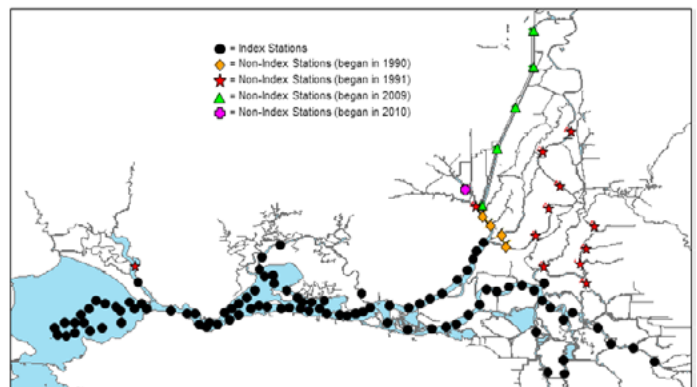 = Index Stations
= Non-Index Stations (began in 1990)
= Non-Index Stations (began in 1991)
= Non-Index Stations (began in 2009)
= Non-Index Stations (began in 2010)